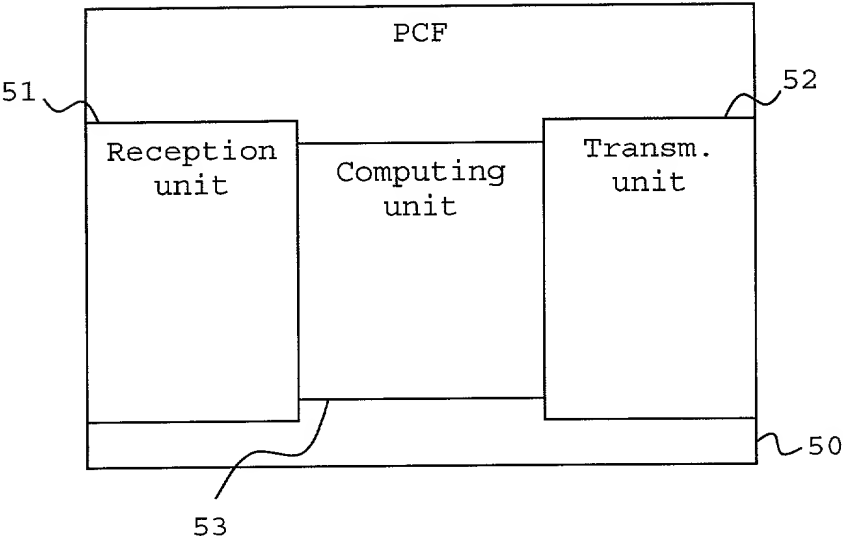 PCF
51
52
Reception
unit
Computing
unit
Transm.
unit
50
53